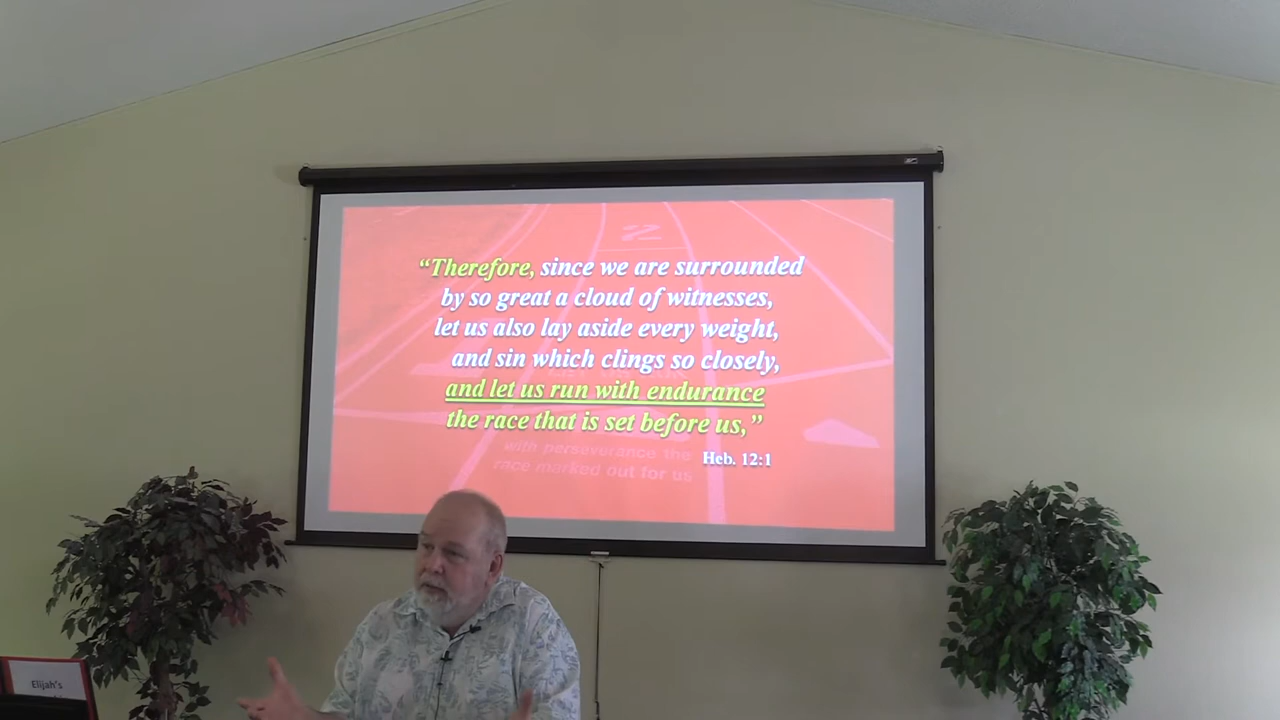 2
“Therefore, since we are surrounded
by so great a cloud of witnesses,
let us also lay aside every weight,
and sin which clings so closely,
and let us run with endurance
the race that is set before us,”
with perseverance the
race marked out for us
Heb. 12:1
Elijah's